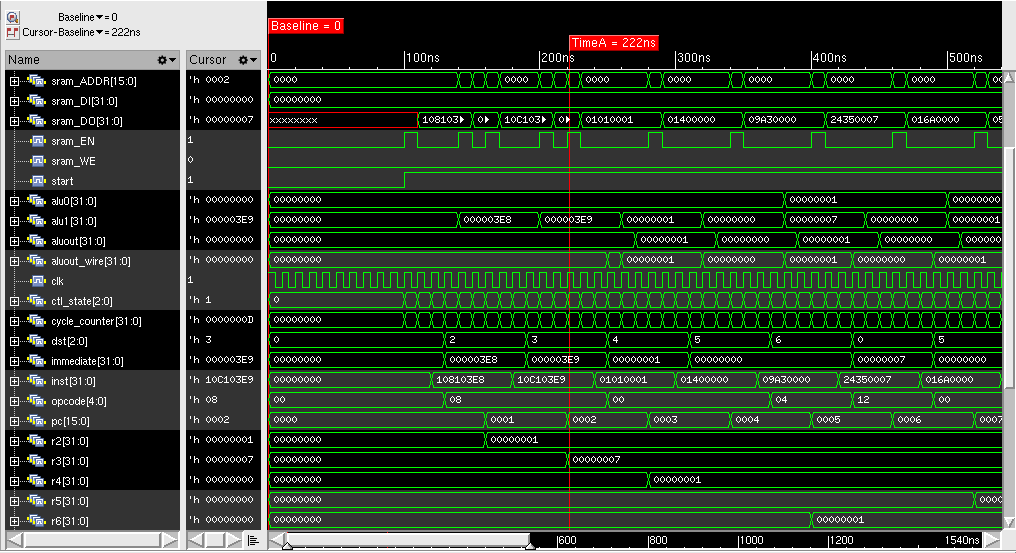 Baseline = 0
Cursor-Baseline = 222ns
Baseline = 0
TimeA = 222ns
Name Cursor 0 100ns 200ns 300ns 400ns 500ns
sram_ADDR[15:0] 'h 0002 0000 0000 0000 0000 0000 0000
sram_DI[31:0] 'h 00000000 00000000
sram_DO[31:0] 'h 00000007 xxxxxxxx 108103 0 10C103 0 01010001 01400000 09A30000 24350007 016A0000 05
sram_EN 1
sram_WE 0
start 1
alu0[31:0] 'h 00000000 00000000 00000001 00000000
alu1[31:0] 'h 000003E9 00000000 000003E8 000003E9 00000001 00000000 00000007 00000000 00000001
aluout[31:0] 'h 00000000 00000000 00000001 00000000 00000001 00000000 00000
aluout_wire[31:0] 'h 00000000 00000000 00000001 00000000 00000001 00000000 00000001
clk 1
ctl_state[2:0] 'h 1 0
cycle_counter[31:0] 'h 0000000D 00000000
dst[2:0] 'h 3 0 2 3 4 5 6 0 5
immediate[31:0] 'h 000003E9 00000000 000003E8 000003E9 00000001 00000000 00000007 00000000
inst[31:0] 'h 10C103E9 00000000 108103E8 10C103E9 01010001 01400000 09A30000 24350007 016A0000
opcode[4:0] 'h 08 00 08 00 04 12 00
pc[15:0] 'h 0002 0000 0001 0002 0003 0004 0005 0006 0007
r2[31:0] 'h 00000001 00000000 00000001
r3[31:0] 'h 00000007 00000000 00000007
r4[31:0] 'h 00000000 00000000 00000001
r5[31:0] 'h 00000000 00000000 0000
r6[31:0] 'h 00000000 00000000 00000001
600 800 1000 1200 1540ns